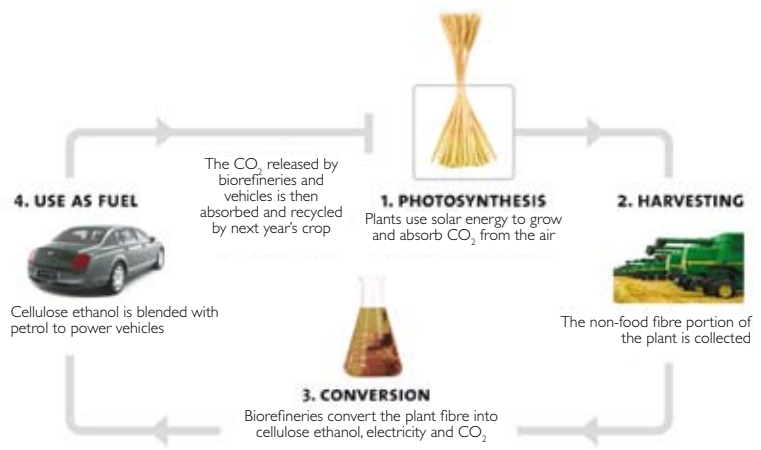 The CO₂ released by
biorefineries and
vehicles is then
absorbed and recycled
by next year's crop
1. PHOTOSYNTHESIS
Plants use solar energy to grow
and absorb CO₂ from the air
2. HARVESTING
The non-food fibre portion of
the plant is collected
3. CONVERSION
Biorefineries convert the plant fibre into
cellulose ethanol, electricity and CO₂
4. USE AS FUEL
Cellulose ethanol is blended with
petrol to power vehicles